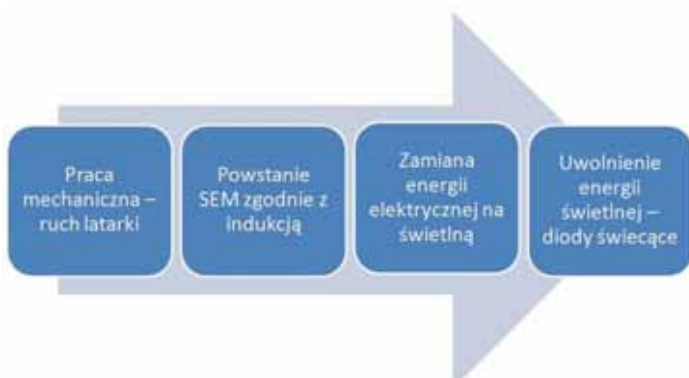 Praca
mechaniczna –
ruch latarki
Powstanie
SEM zgodnie z
indukcją
Zamiana
energii
elektrycznej na
świetlną
Uwolnienie
energii
świetlnej –
diody świecące